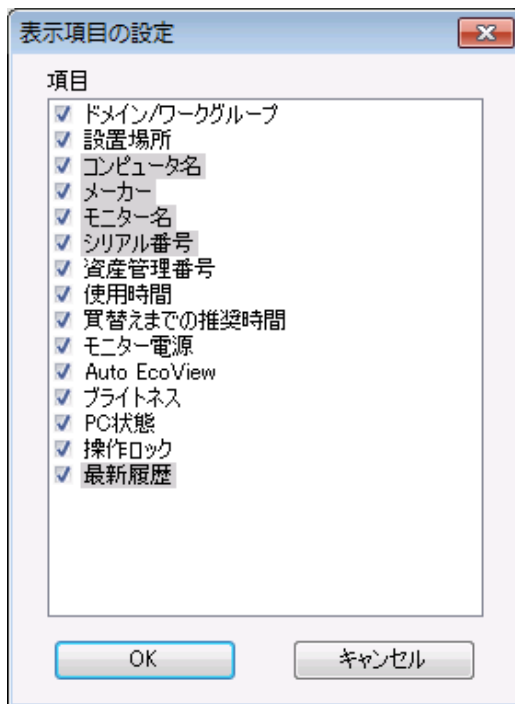 表示項目の設定
項目
ドメイン/ワークグループ
設置場所
コンピュータ名
メーカー
モニター名
シリアル番号
資産管理番号
使用時間
買替えまでの推奨時間
モニター電源
Auto EcoView
ブライトネス
PC状態
操作ロック
最新履歴
OK キャンセル